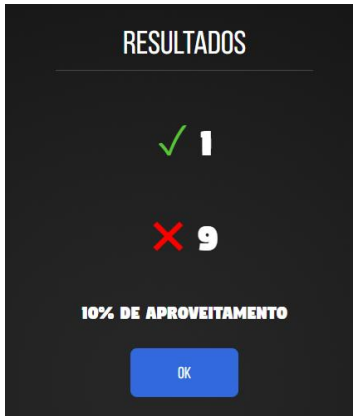 RESULTADOS
✓ 1
❌ 9
10% DE APROVEITAMENTO
OK